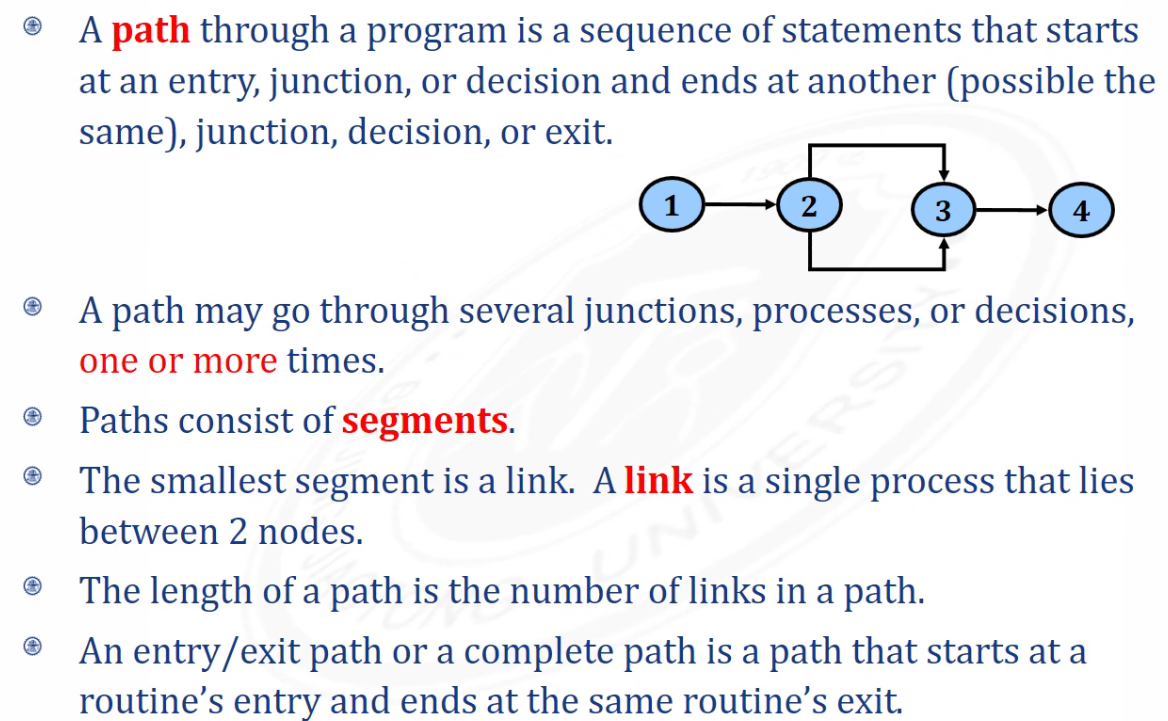 A path through a program is a sequence of statements that starts
at an entry, junction, or decision and ends at another (possible the
same), junction, decision, or exit.
1
2
3
4
A path may go through several junctions, processes, or decisions,
one or more times.
Paths consist of segments.
The smallest segment is a link. A link is a single process that lies
between 2 nodes.
The length of a path is the number of links in a path.
An entry/exit path or a complete path is a path that starts at a
routine’s entry and ends at the same routine’s exit.
UNIVERSITY